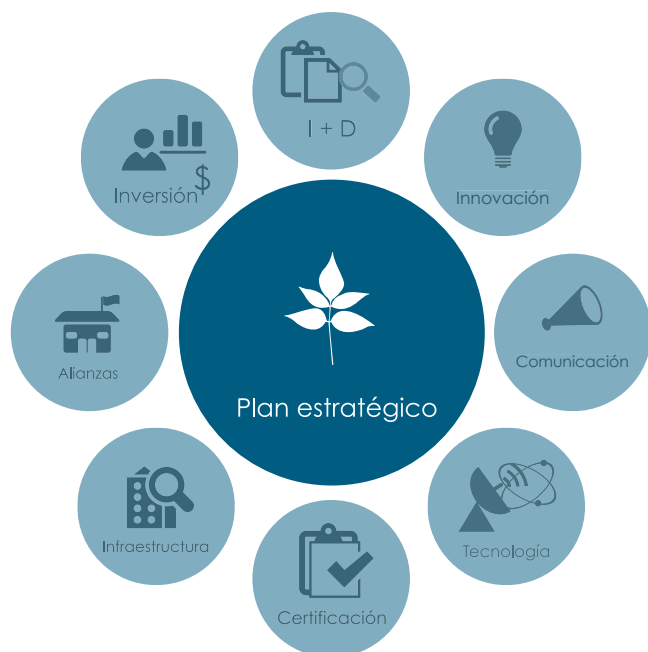 I + D
Inversión
$
Innovación
Alianzas
Plan estratégico
Comunicación
Infraestructura
Tecnología
Certificación